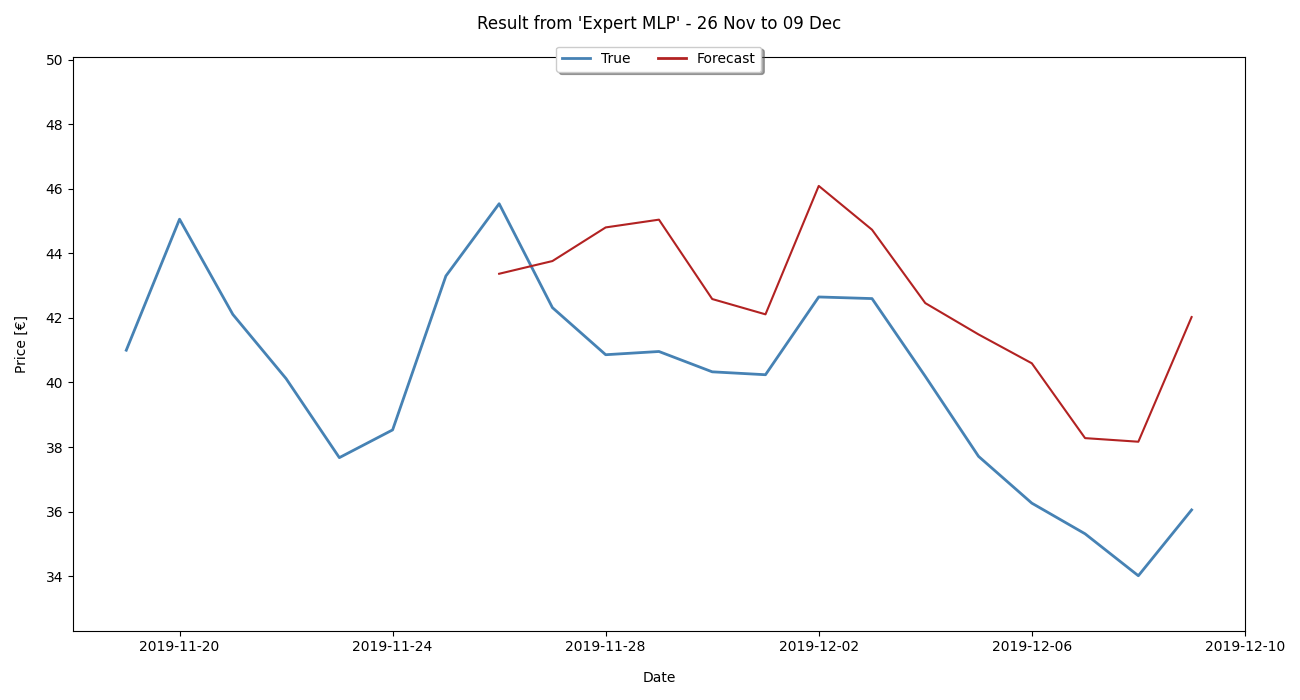 Result from 'Expert MLP' - 26 Nov to 09 Dec
True Forecast
50
48
46
44
42
40
38
36
34
Price [€]
2019-11-20 2019-11-24 2019-11-28 2019-12-02 2019-12-06 2019-12-10
Date